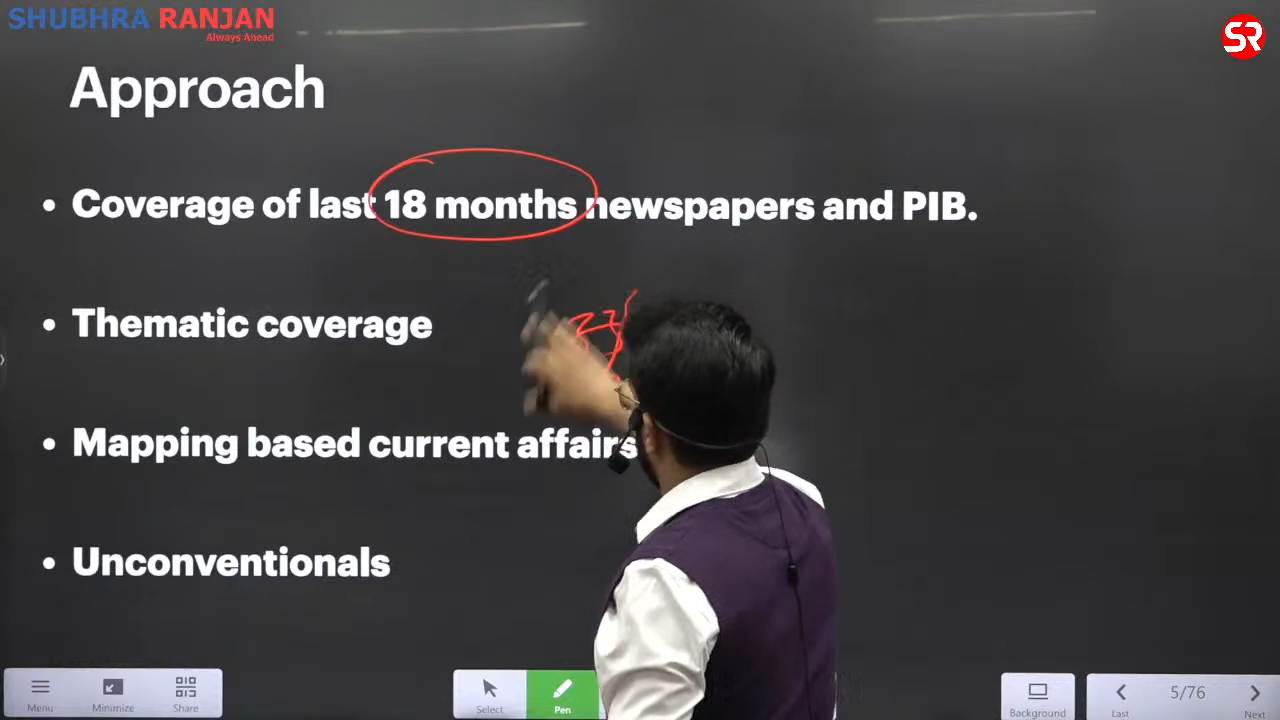 SHUBHRA RANJAN
Always Ahead
SR
Approach
• Coverage of last 18 months newspapers and PIB.
• Thematic coverage
• Mapping based current affairs
• Unconventionals
Menu
Minimize
Share
Select
Pen
Background
Last
5/76
Next